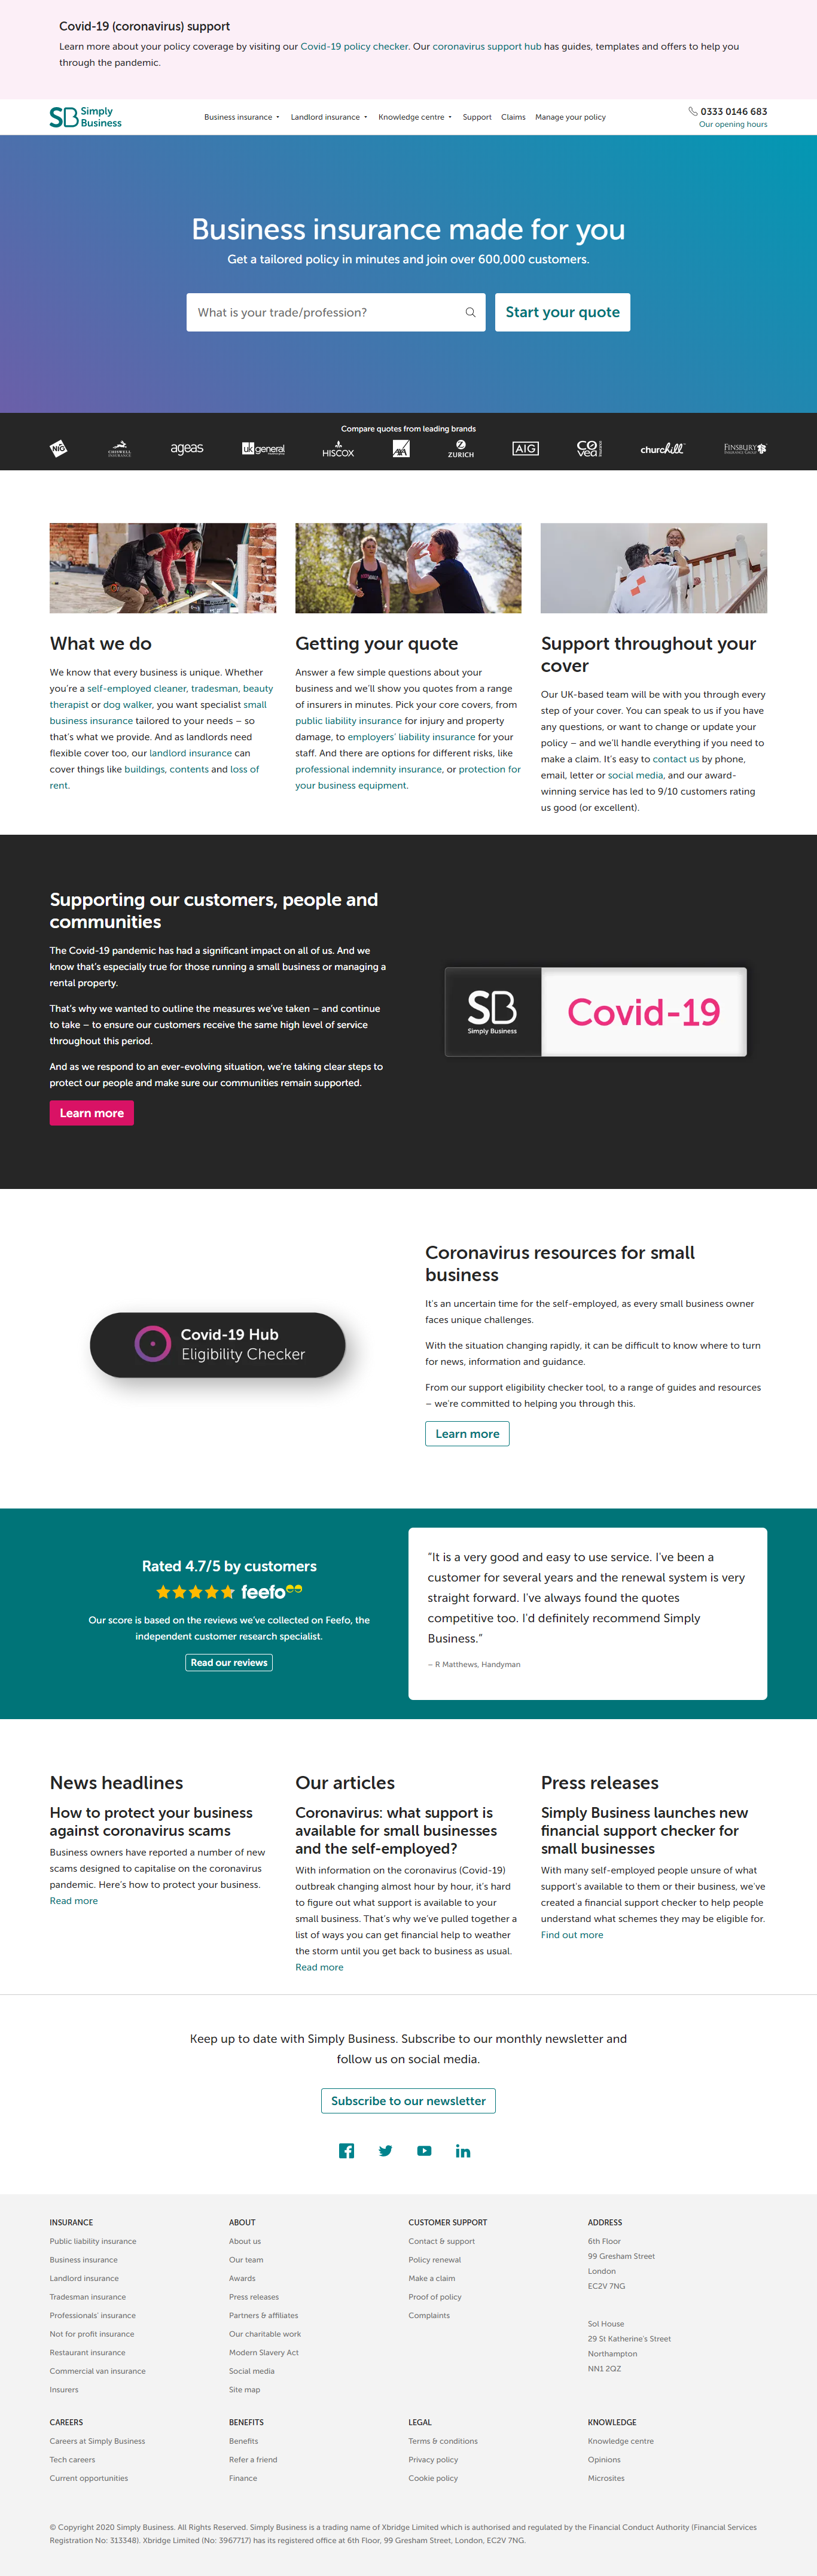 Covid-19 (coronavirus) support
Learn more about your policy coverage by visiting our Covid-19 policy checker. Our coronavirus support hub has guides, templates and offers to help you
through the pandemic.
SB Simply
Business
Business insurance
Landlord insurance
Knowledge centre
Support
Claims
Manage your policy
0333 0146 683
Our opening hours
Business insurance made for you
Get a tailored policy in minutes and join over 600,000 customers.
What is your trade/profession?
Start your quote
Compare quotes from leading brands
NIG
ageas
uk general
HISCOX
AXA
ZURICH
AIG
covéa
churchill
FINSBURY
What we do
We know that every business is unique. Whether
you're a self-employed cleaner, tradesman, beauty
therapist or dog walker, you want specialist small
business insurance tailored to your needs – so
that's what we provide. And as landlords need
flexible cover too, our landlord insurance can
cover things like buildings, contents and loss of
rent.
Getting your quote
Answer a few simple questions about your
business and we'll show you quotes from a range
of insurers in minutes. Pick your core covers, from
public liability insurance for injury and property
damage, to employers' liability insurance for your
staff. And there are options for different risks, like
professional indemnity insurance, or protection for
your business equipment.
Support throughout your
cover
Our UK-based team will be with you through every
step of your cover. You can speak to us if you have
any questions, or want to change or update your
policy – and we'll handle everything if you need to
make a claim. It's easy to contact us by phone,
email, letter or social media, and our award-
winning service has led to 9/10 customers rating
us good (or excellent).
Supporting our customers, people and
communities
The Covid-19 pandemic has had a significant impact on all of us. And we
know that's especially true for those running a small business or managing a
rental property.
That's why we wanted to outline the measures we've taken – and continue
to take – to ensure our customers receive the same high level of service
throughout this period.
And as we respond to an ever-evolving situation, we're taking clear steps to
protect our people and make sure our communities remain supported.
Learn more
SB
Simply Business
Covid-19
Covid-19 Hub
Eligibility Checker
Coronavirus resources for small
business
It's an uncertain time for the self-employed, as every small business owner
faces unique challenges.
With the situation changing rapidly, it can be difficult to know where to turn
for news, information and guidance.
From our support eligibility checker tool, to a range of guides and resources
– we're committed to helping you through this.
Learn more
Rated 4.7/5 by customers
feefo
Our score is based on the reviews we've collected on Feefo, the
independent customer research specialist.
Read our reviews
"It is a very good and easy to use service. I've been a
customer for several years and the renewal system is very
straight forward. I've always found the quotes
competitive too. I'd definitely recommend Simply
Business."
– R Matthews, Handyman
News headlines
How to protect your business
against coronavirus scams
Business owners have reported a number of new
scams designed to capitalise on the coronavirus
pandemic. Here's how to protect your business.
Read more
Our articles
Coronavirus: what support is
available for small businesses
and the self-employed?
With information on the coronavirus (Covid-19)
outbreak changing almost hour by hour, it's hard
to figure out what support is available to your
small business. That's why we've pulled together a
list of ways you can get financial help to weather
the storm until you get back to business as usual.
Read more
Press releases
Simply Business launches new
financial support checker for
small businesses
With many self-employed people unsure of what
support's available to them or their business, we've
created a financial support checker to help people
understand what schemes they may be eligible for.
Find out more
Keep up to date with Simply Business. Subscribe to our monthly newsletter and
follow us on social media.
Subscribe to our newsletter
INSURANCE
Public liability insurance
Business insurance
Landlord insurance
Tradesman insurance
Professionals' insurance
Not for profit insurance
Restaurant insurance
Commercial van insurance
Insurers
ABOUT
About us
Our team
Awards
Press releases
Partners & affiliates
Our charitable work
Modern Slavery Act
Social media
Site map
CUSTOMER SUPPORT
Contact & support
Policy renewal
Make a claim
Proof of policy
Complaints
ADDRESS
6th Floor
99 Gresham Street
London
EC2V 7NG
Sol House
29 St Katherine's Street
Northampton
NN1 2QZ
CAREERS
Careers at Simply Business
Tech careers
Current opportunities
BENEFITS
Benefits
Refer a friend
Finance
LEGAL
Terms & conditions
Privacy policy
Cookie policy
KNOWLEDGE
Knowledge centre
Opinions
Microsites
© Copyright 2020 Simply Business. All Rights Reserved. Simply Business is a trading name of Xbridge Limited which is authorised and regulated by the Financial Conduct Authority (Financial Services
Registration No: 313348). Xbridge Limited (No: 3967717) has its registered office at 6th Floor, 99 Gresham Street, London, EC2V 7NG.